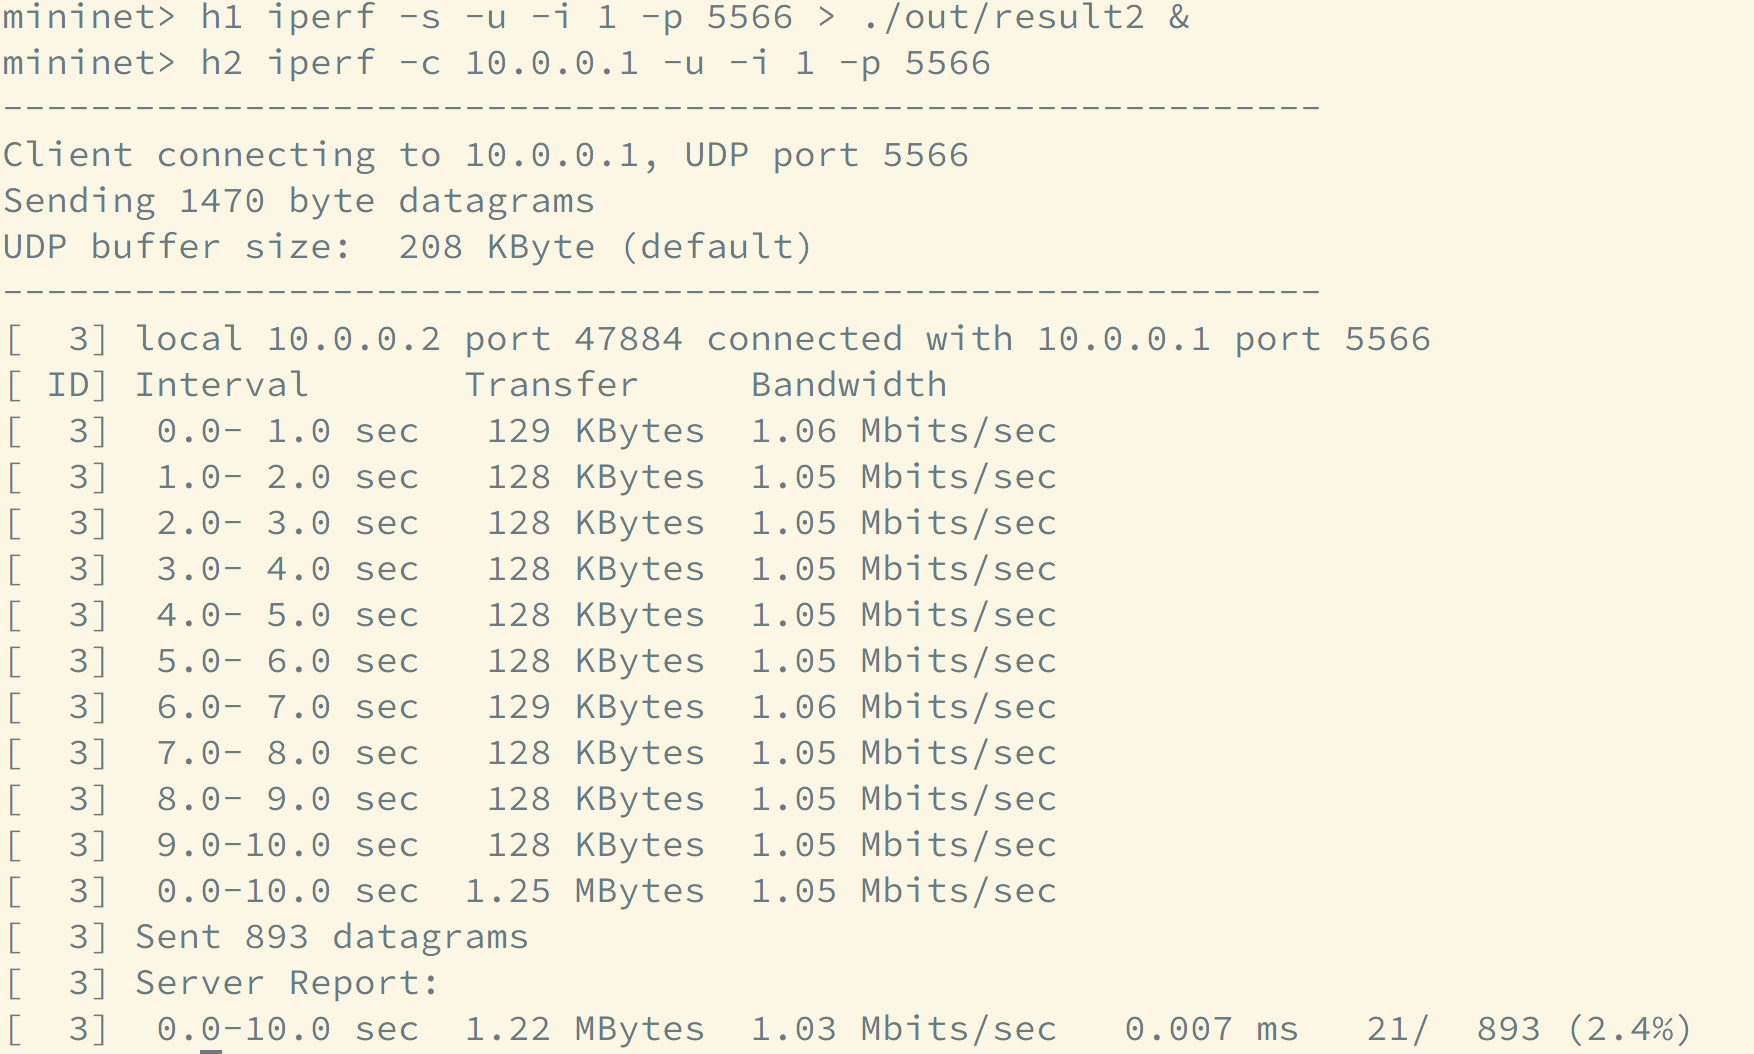 mininet> h1 iperf -s -u -i 1 -p 5566 > ./out/result2 &
mininet> h2 iperf -c 10.0.0.1 -u -i 1 -p 5566
------------------------------------------------------------
Client connecting to 10.0.0.1, UDP port 5566
Sending 1470 byte datagrams
UDP buffer size:  208 KByte (default)
------------------------------------------------------------
[  3] local 10.0.0.2 port 47884 connected with 10.0.0.1 port 5566
[ ID] Interval       Transfer     Bandwidth
[  3]  0.0- 1.0 sec   129 KBytes  1.06 Mbits/sec
[  3]  1.0- 2.0 sec   128 KBytes  1.05 Mbits/sec
[  3]  2.0- 3.0 sec   128 KBytes  1.05 Mbits/sec
[  3]  3.0- 4.0 sec   128 KBytes  1.05 Mbits/sec
[  3]  4.0- 5.0 sec   128 KBytes  1.05 Mbits/sec
[  3]  5.0- 6.0 sec   128 KBytes  1.05 Mbits/sec
[  3]  6.0- 7.0 sec   129 KBytes  1.06 Mbits/sec
[  3]  7.0- 8.0 sec   128 KBytes  1.05 Mbits/sec
[  3]  8.0- 9.0 sec   128 KBytes  1.05 Mbits/sec
[  3]  9.0-10.0 sec   128 KBytes  1.05 Mbits/sec
[  3]  0.0-10.0 sec  1.25 MBytes  1.05 Mbits/sec
[  3] Sent 893 datagrams
[  3] Server Report:
[  3]  0.0-10.0 sec  1.22 MBytes  1.03 Mbits/sec   0.007 ms   21/  893 (2.4%)